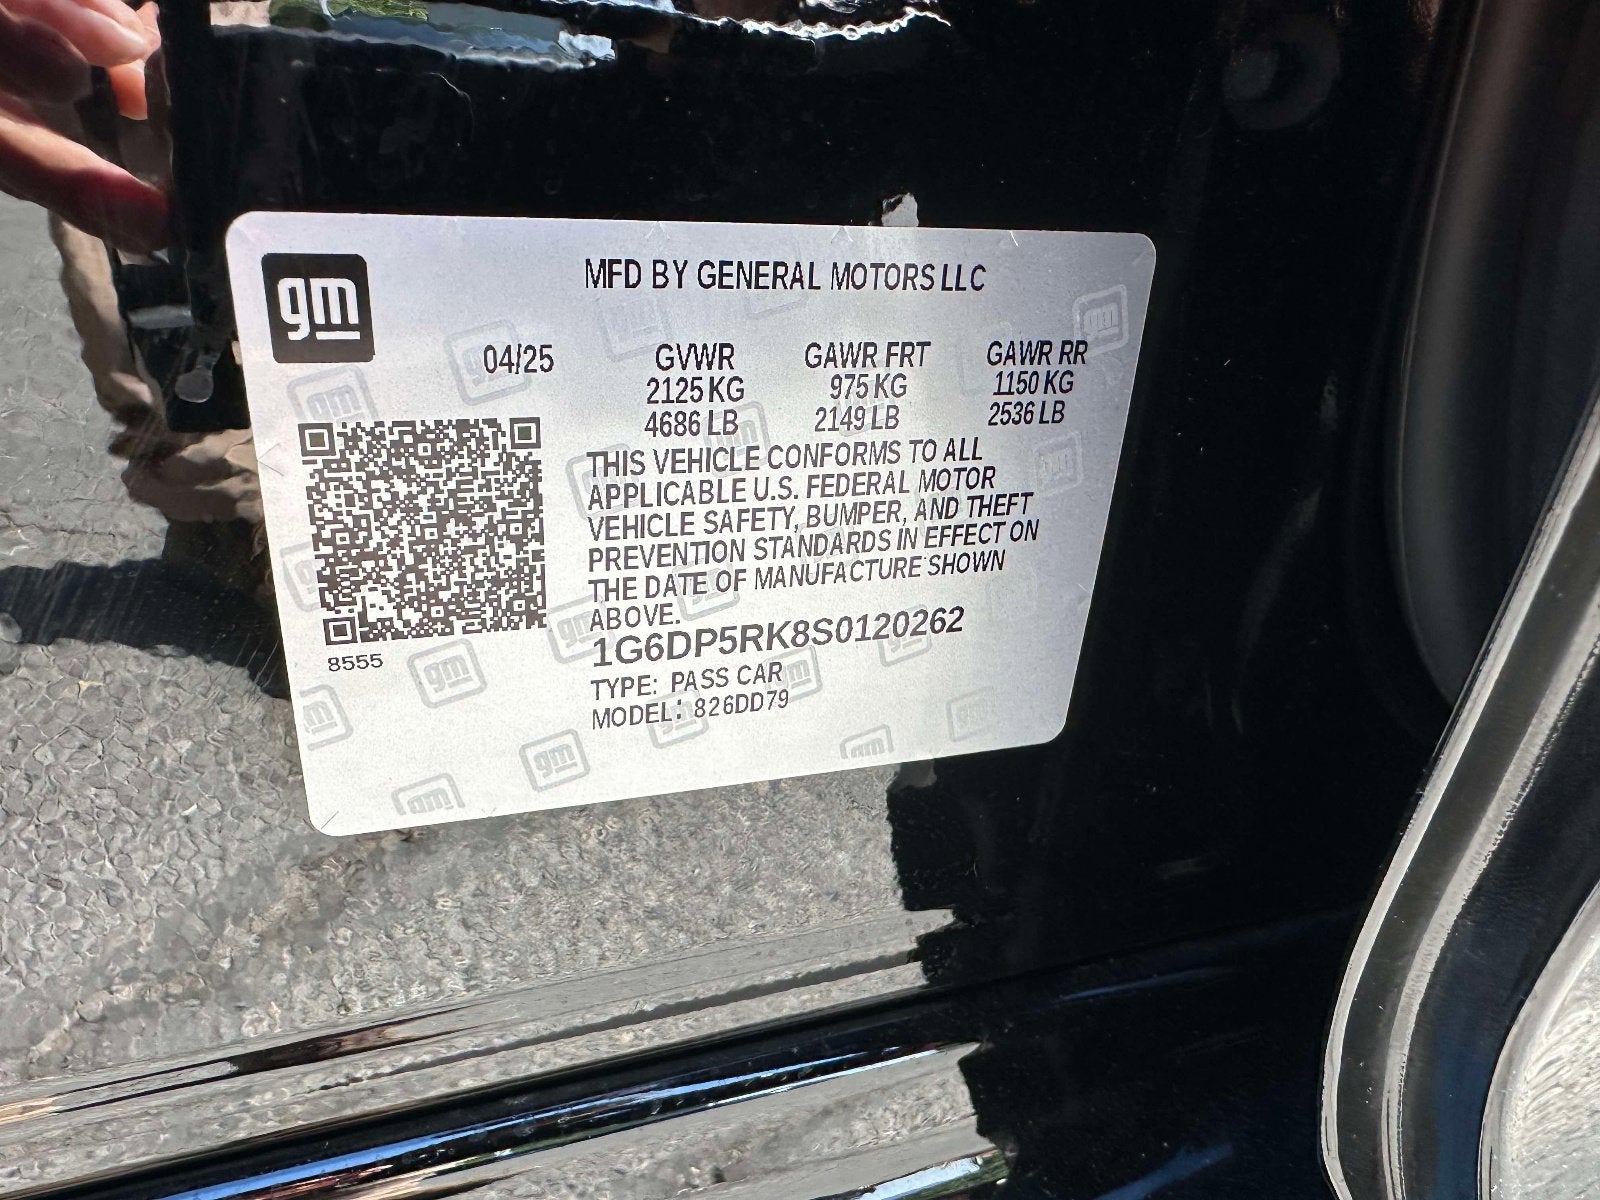 gm
MFD BY GENERAL MOTORS LLC
04/25 GVWR GAWR FRT GAWR RR
2125 KG 975 KG 1150 KG
4686 LB 2149 LB 2536 LB
THIS VEHICLE CONFORMS TO ALL
APPLICABLE U.S. FEDERAL MOTOR
VEHICLE SAFETY, BUMPER, AND THEFT
PREVENTION STANDARDS IN EFFECT ON
THE DATE OF MANUFACTURE SHOWN
ABOVE.
1G6DP5RK8S0120262
8555
TYPE: PASS CAR
MODEL: 826DD79